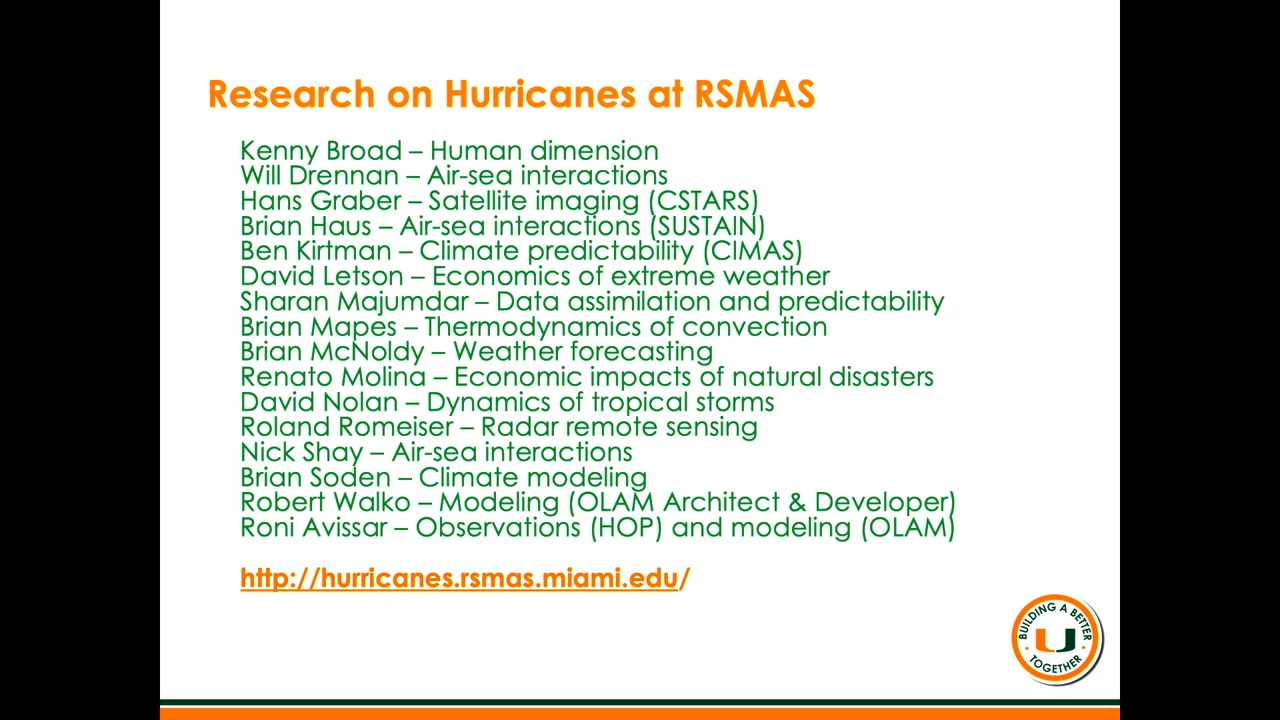 Research on Hurricanes at RSMAS
Kenny Broad – Human dimension
Will Drennan – Air-sea interactions
Hans Graber – Satellite imaging (CSTARS)
Brian Haus – Air-sea interactions (SUSTAIN)
Ben Kirtman – Climate predictability (CIMAS)
David Letson – Economics of extreme weather
Sharan Majumdar – Data assimilation and predictability
Brian Mapes – Thermodynamics of convection
Brian McNoldy – Weather forecasting
Renato Molina – Economic impacts of natural disasters
David Nolan – Dynamics of tropical storms
Roland Romeiser – Radar remote sensing
Nick Shay – Air-sea interactions
Brian Soden – Climate modeling
Robert Walko – Modeling (OLAM Architect & Developer)
Roni Avissar – Observations (HOP) and modeling (OLAM)
http://hurricanes.rsmas.miami.edu/
BUILDING A BETTER
U
TOGETHER